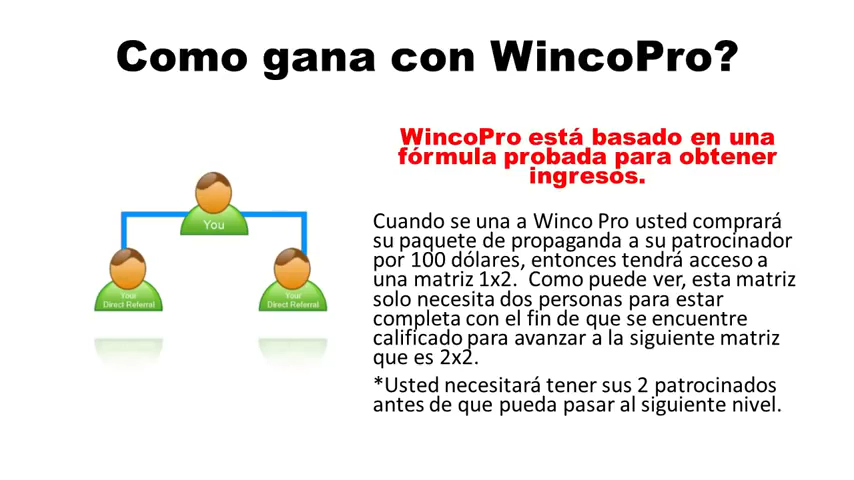 Como gana con WincoPro?
WincoPro está basado en una
fórmula probada para obtener
ingresos.
You
Your
Direct Referral
Your
Direct Referral
Cuando se una a Winco Pro usted comprará
su paquete de propaganda a su patrocinador
por 100 dólares, entonces tendrá acceso a
una matriz 1x2. Como puede ver, esta matriz
solo necesita dos personas para estar
completa con el fin de que se encuentre
calificado para avanzar a la siguiente matriz
que es 2x2.
*Usted necesitará tener sus 2 patrocinados
antes de que pueda pasar al siguiente nivel.